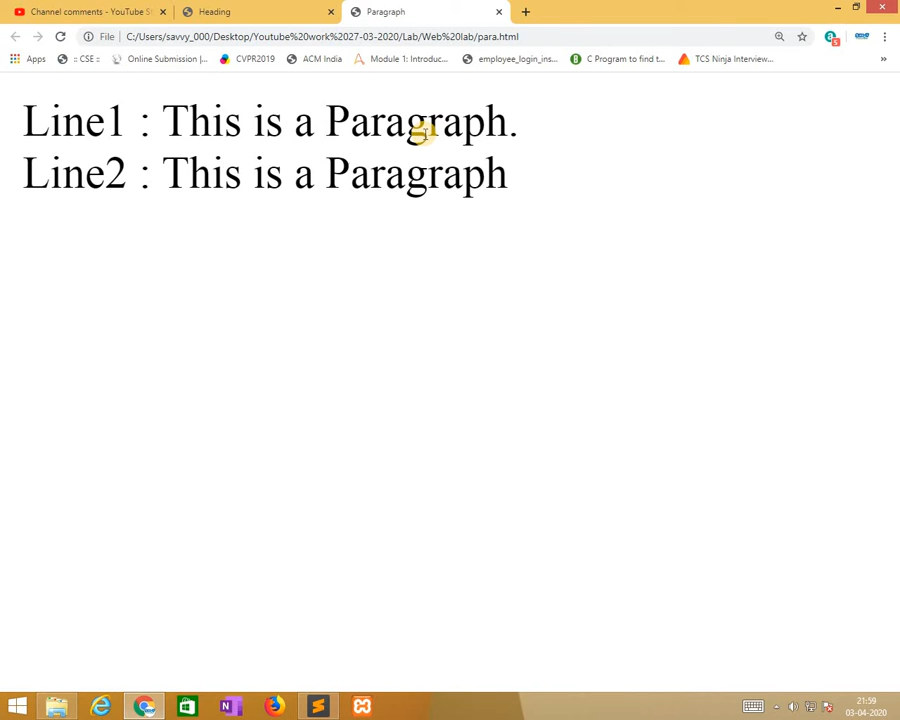 Channel comments - YouTube St
Heading
Paragraph
File
C:/Users/savvy_000/Desktop/Youtube%20work%2027-03-2020/Lab/Web%20lab/para.html
Apps
:: CSE ::
Online Submission |...
CVPR2019
ACM India
Module 1: Introduc...
employee_login_ins...
C Program to find t...
TCS Ninja Interview...
»
Line1 : This is a Paragraph.
Line2 : This is a Paragraph
21:59
03-04-2020